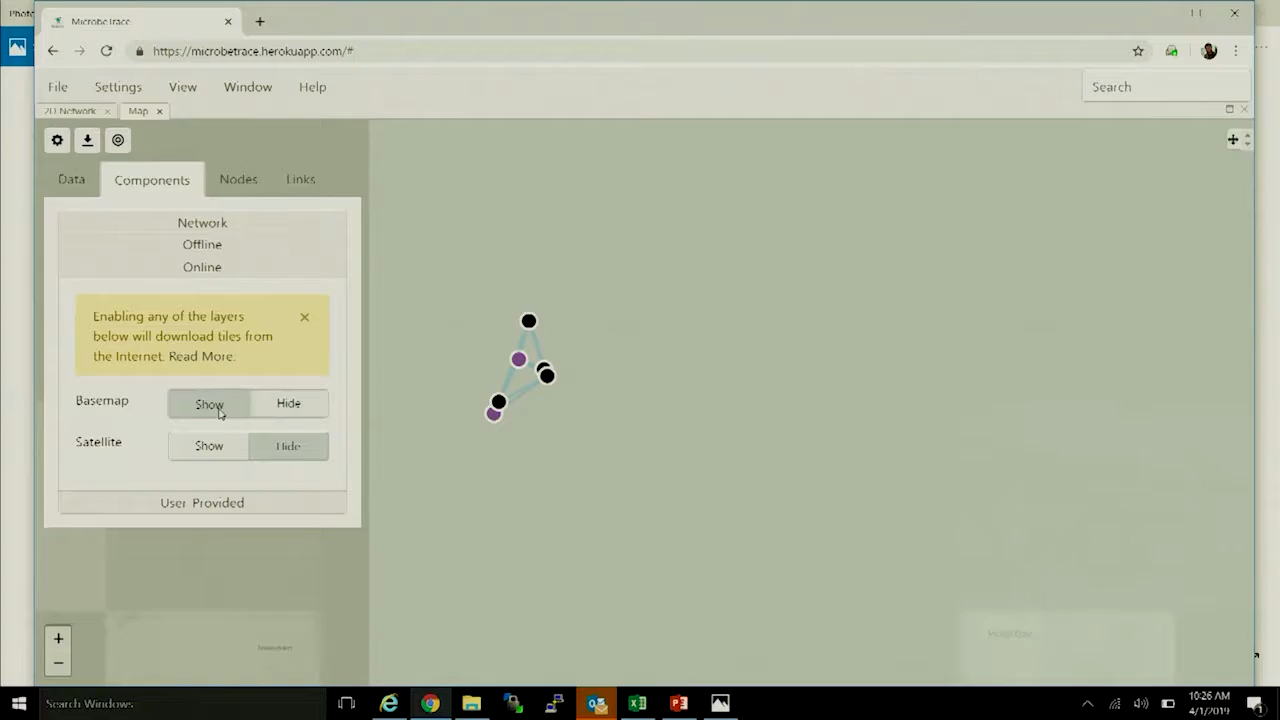 Photo
MicrobeTrace
https://microbetrace.herokuapp.com/#
File Settings View Window Help Search
2D Network Map
Data Components Nodes Links
Network
Offline
Online
Enabling any of the layers
below will download tiles from
the Internet. Read More.
Basemap Show Hide
Satellite Show Hide
User Provided
+
−
Search Windows
10:26 AM
4/1/2019